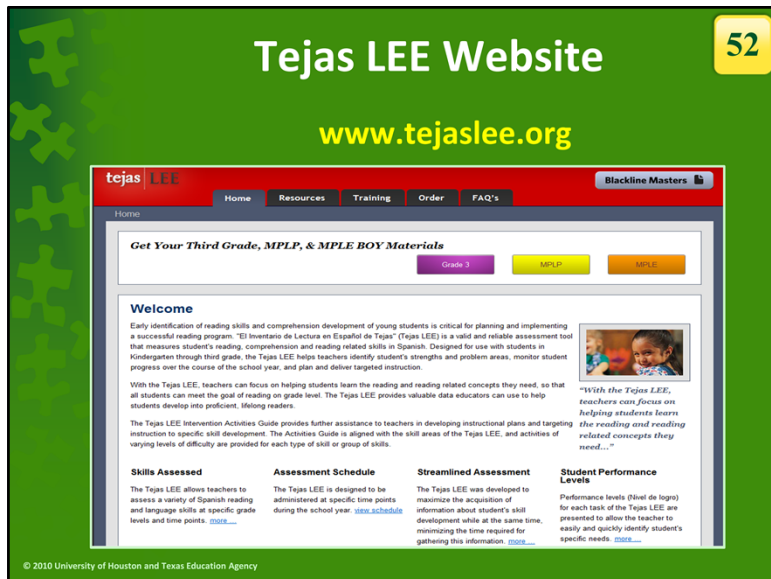 Tejas LEE Website
52
www.tejaslee.org
tejas LEE
Blackline Masters
Home Resources Training Order FAQ's
Home
Get Your Third Grade, MPLP, & MPLE BOY Materials
Grade 3 MPLP MPLE
Welcome
Early identification of reading skills and comprehension development of young students is critical for planning and implementing
a successful reading program. "El Inventario de Lectura en Español de Tejas" (Tejas LEE) is a valid and reliable assessment tool
that measures student's reading, comprehension and reading related skills in Spanish. Designed for use with students in
Kindergarten through third grade, the Tejas LEE helps teachers identify student's strengths and problem areas, monitor student
progress over the course of the school year, and plan and deliver targeted instruction.
With the Tejas LEE, teachers can focus on helping students learn the reading and reading related concepts they need, so that
all students can meet the goal of reading on grade level. The Tejas LEE provides valuable data educators can use to help
students develop into proficient, lifelong readers.
The Tejas LEE Intervention Activities Guide provides further assistance to teachers in developing instructional plans and targeting
instruction to specific skill development. The Activities Guide is aligned with the skill areas of the Tejas LEE, and activities of
varying levels of difficulty are provided for each type of skill or group of skills.
"With the Tejas LEE,
teachers can focus on
helping students learn
the reading and reading
related concepts they
need..."
Skills Assessed
The Tejas LEE allows teachers to
assess a variety of Spanish reading
and language skills at specific grade
levels and time points. more ...
Assessment Schedule
The Tejas LEE is designed to be
administered at specific time points
during the school year. view schedule
Streamlined Assessment
The Tejas LEE was developed to
maximize the acquisition of
information about student's skill
development while at the same time,
minimizing the time required for
gathering this information. more ...
Student Performance
Levels
Performance levels (Nivel de logro)
for each task of the Tejas LEE are
presented to allow the teacher to
easily and quickly identify student's
specific needs. more ...
© 2010 University of Houston and Texas Education Agency